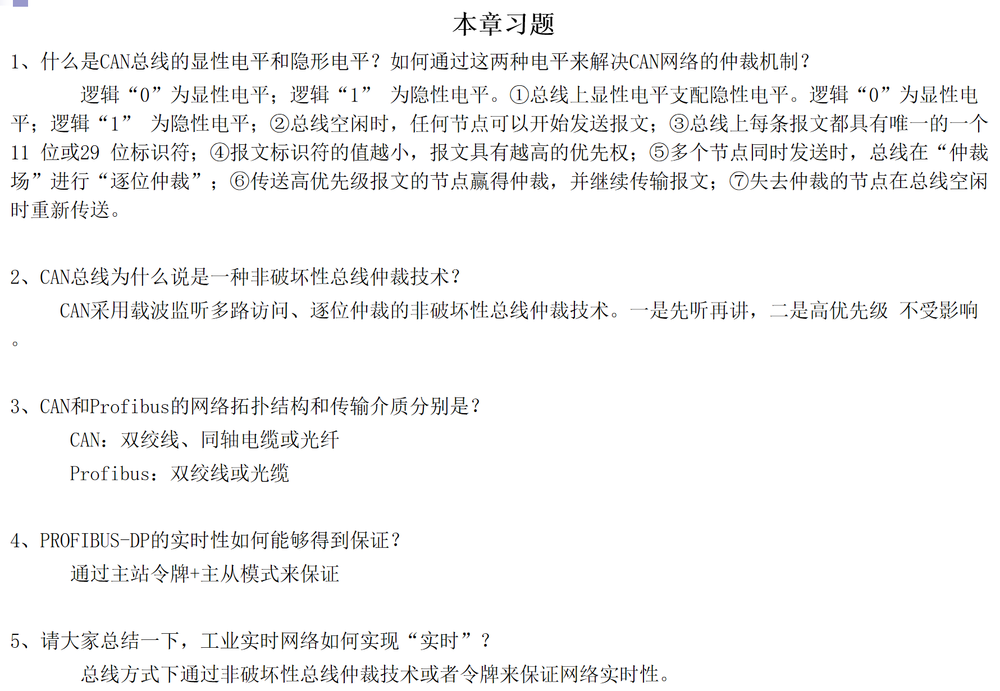 本章习题
1、什么是CAN总线的显性电平和隐形电平？如何通过这两种电平来解决CAN网络的仲裁机制？
逻辑“0”为显性电平；逻辑“1” 为隐性电平。①总线上显性电平支配隐性电平。逻辑“0”为显性电
平；逻辑“1” 为隐性电平；②总线空闲时，任何节点可以开始发送报文；③总线上每条报文都具有唯一的一个
11 位或29 位标识符；④报文标识符的值越小，报文具有越高的优先权；⑤多个节点同时发送时，总线在“仲裁
场”进行“逐位仲裁”；⑥传送高优先级报文的节点赢得仲裁，并继续传输报文；⑦失去仲裁的节点在总线空闲
时重新传送。
2、CAN总线为什么说是一种非破坏性总线仲裁技术？
CAN采用载波监听多路访问、逐位仲裁的非破坏性总线仲裁技术。一是先听再讲，二是高优先级 不受影响
。
3、CAN和Profibus的网络拓扑结构和传输介质分别是？
CAN：双绞线、同轴电缆或光纤
Profibus：双绞线或光缆
4、PROFIBUS-DP的实时性如何能够得到保证？
通过主站令牌+主从模式来保证
5、请大家总结一下，工业实时网络如何实现“实时”？
总线方式下通过非破坏性总线仲裁技术或者令牌来保证网络实时性。